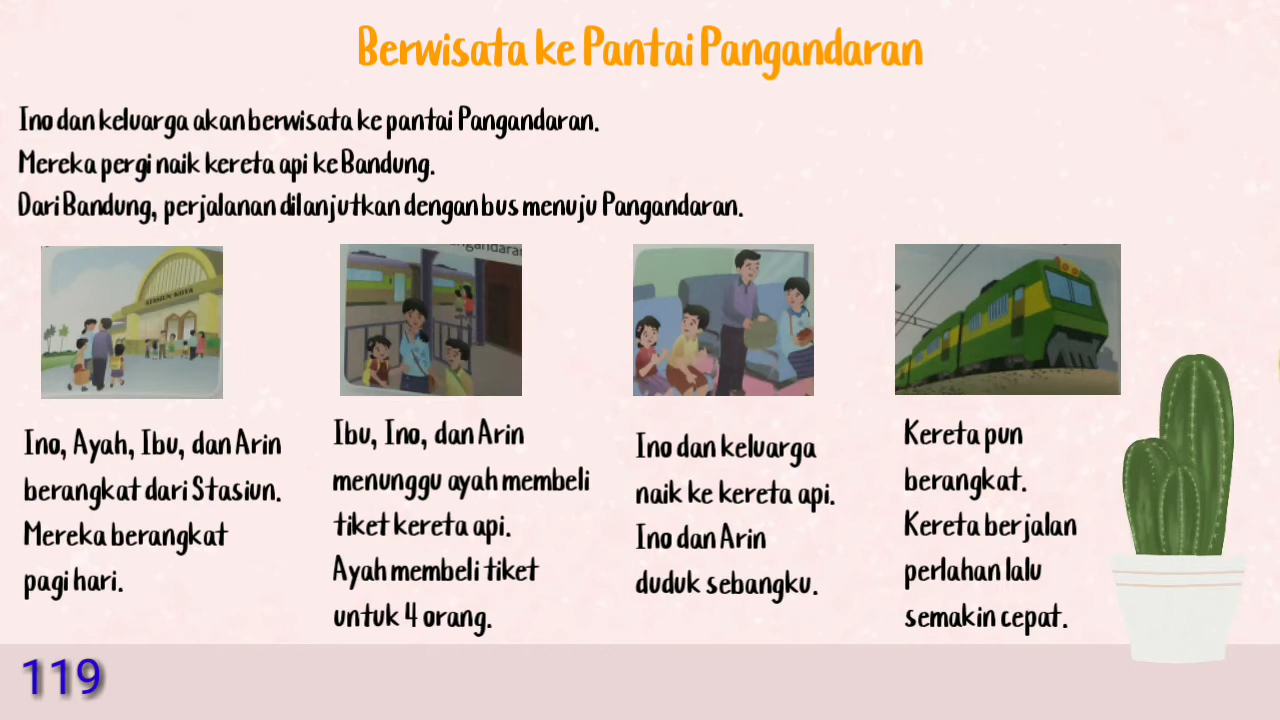 Berwisata ke Pantai Pangandaran
Ino dan keluarga akan berwisata ke pantai Pangandaran.
Mereka pergi naik kereta api ke Bandung.
Dari Bandung, perjalanan dilanjutkan dengan bus menuju Pangandaran.
STASIUN KOTA
Ino, Ayah, Ibu, dan Arin
berangkat dari Stasiun.
Mereka berangkat
pagi hari.
Ibu, Ino, dan Arin
menunggu ayah membeli
tiket kereta api.
Ayah membeli tiket
untuk 4 orang.
Ino dan keluarga
naik ke kereta api.
Ino dan Arin
duduk sebangku.
Kereta pun
berangkat.
Kereta berjalan
perlahan lalu
semakin cepat.
119